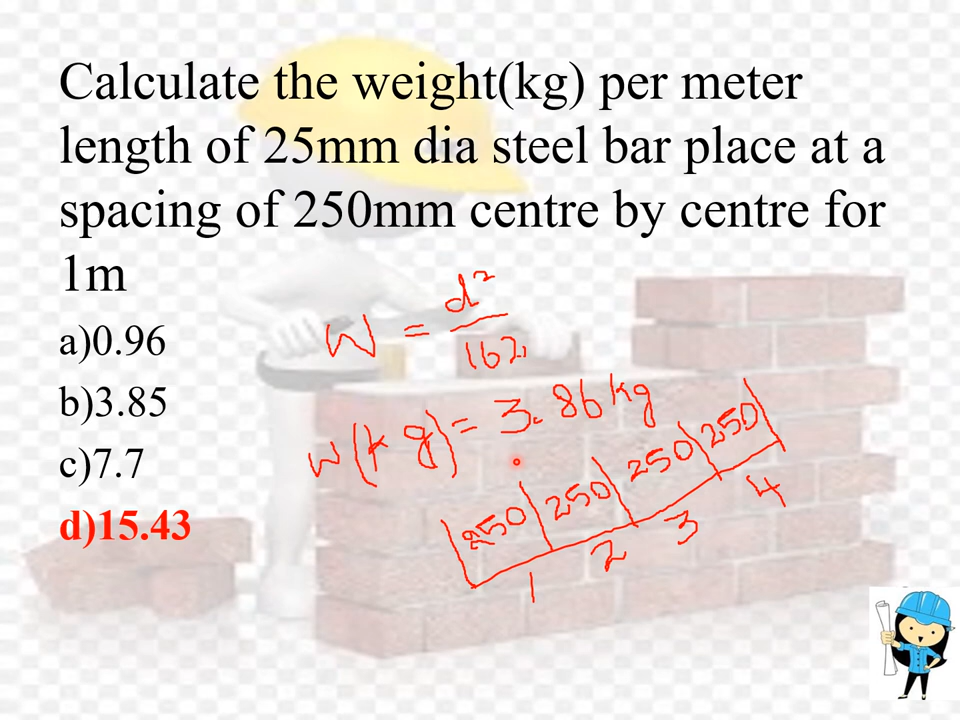 Calculate the weight(kg) per meter
length of 25mm dia steel bar place at a
spacing of 250mm centre by centre for
1m
a)0.96
b)3.85
c)7.7
d)15.43
W = d²/162
W(kg) = 3.86 kg
250 250 250 250
1 2 3 4